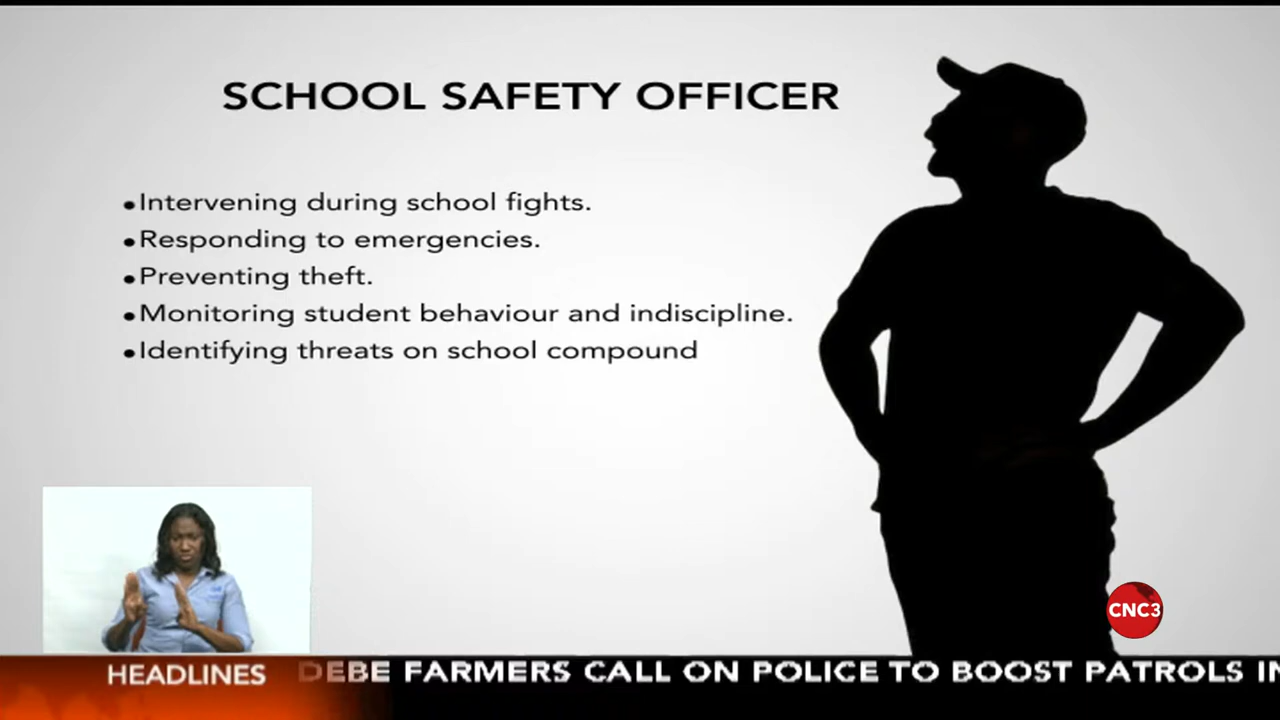 SCHOOL SAFETY OFFICER
•Intervening during school fights.
•Responding to emergencies.
•Preventing theft.
•Monitoring student behaviour and indiscipline.
•Identifying threats on school compound
CNC3
HEADLINES
DEBE FARMERS CALL ON POLICE TO BOOST PATROLS IN